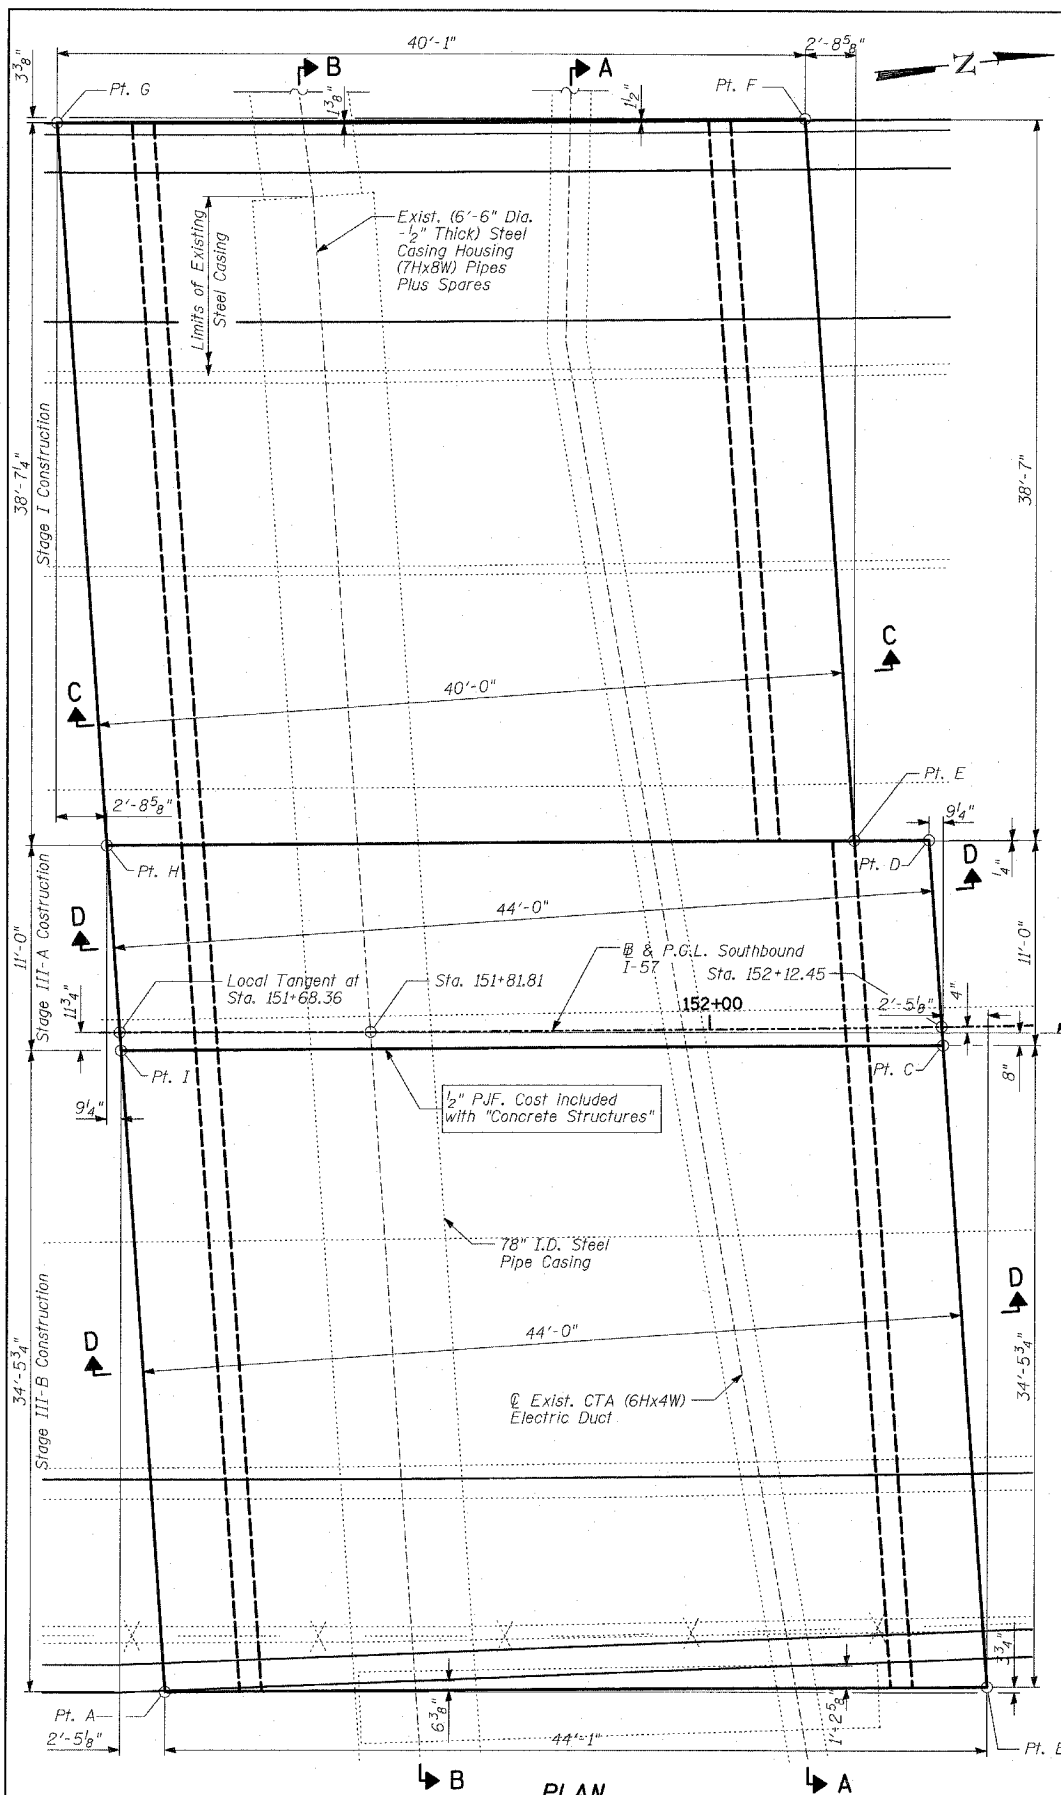 40'-1"
2'-8 5/8"
3 3/8"
B
A
N
Pt. G
Pt. F
1 3/8"
1 1/2"
Exist. (6'-6" Dia.
-1/2" Thick) Steel
Casing Housing
(7Hx8W) Pipes
Plus Spares
Limits of Existing
Steel Casing
38'-7 1/4"
Stage I Construction
38'-7"
C
C
40'-0"
Pt. E
2'-8 5/8"
9 1/4"
Pt. H
Pt. D
D
1/4"
D
44'-0"
11'-0"
Stage III-A Costruction
11'-0"
B & P.G.L. Southbound
I-57
Local Tangent at
Sta. 151+68.36
Sta. 151+81.81
Sta. 152+12.45
152+00
2'-5 1/8"
4"
11 3/4"
Pt. I
Pt. C
8"
9 1/4"
1/2" PJF. Cost included
with "Concrete Structures"
78" I.D. Steel
Pipe Casing
D
D
44'-0"
34'-5 3/4"
Stage III-B Construction
34'-5 3/4"
℄ Exist. CTA (6Hx4W)
Electric Duct
3 3/4"
Pt. A
6 3/8"
1'-2 5/8"
2'-5 1/8"
44'-1"
Pt. B
B
A
PLAN